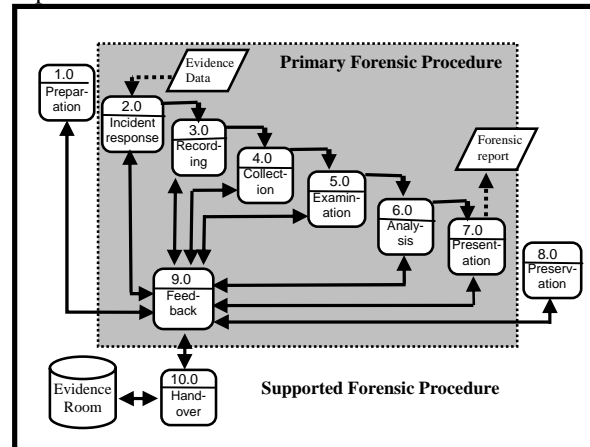 Evidence
Data
Primary Forensic Procedure
1.0
Prepar-
ation
2.0
Incident
response
3.0
Record-
ing
4.0
Collect-
ion
5.0
Examin-
ation
6.0
Analy-
sis
7.0
Present-
ation
Forensic
report
8.0
Preserv-
ation
9.0
Feed-
back
10.0
Hand-
over
Evidence
Room
Supported Forensic Procedure